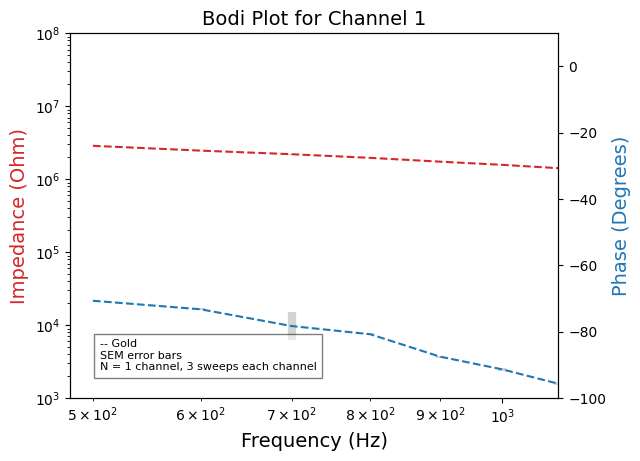 Bodi Plot for Channel 1
10^8
10^7
10^6
10^5
10^4
10^3
Impedance (Ohm)
0
−20
−40
−60
−80
−100
Phase (Degrees)
-- Gold
SEM error bars
N = 1 channel, 3 sweeps each channel
5 × 10^2
6 × 10^2
7 × 10^2
8 × 10^2
9 × 10^2
10^3
Frequency (Hz)